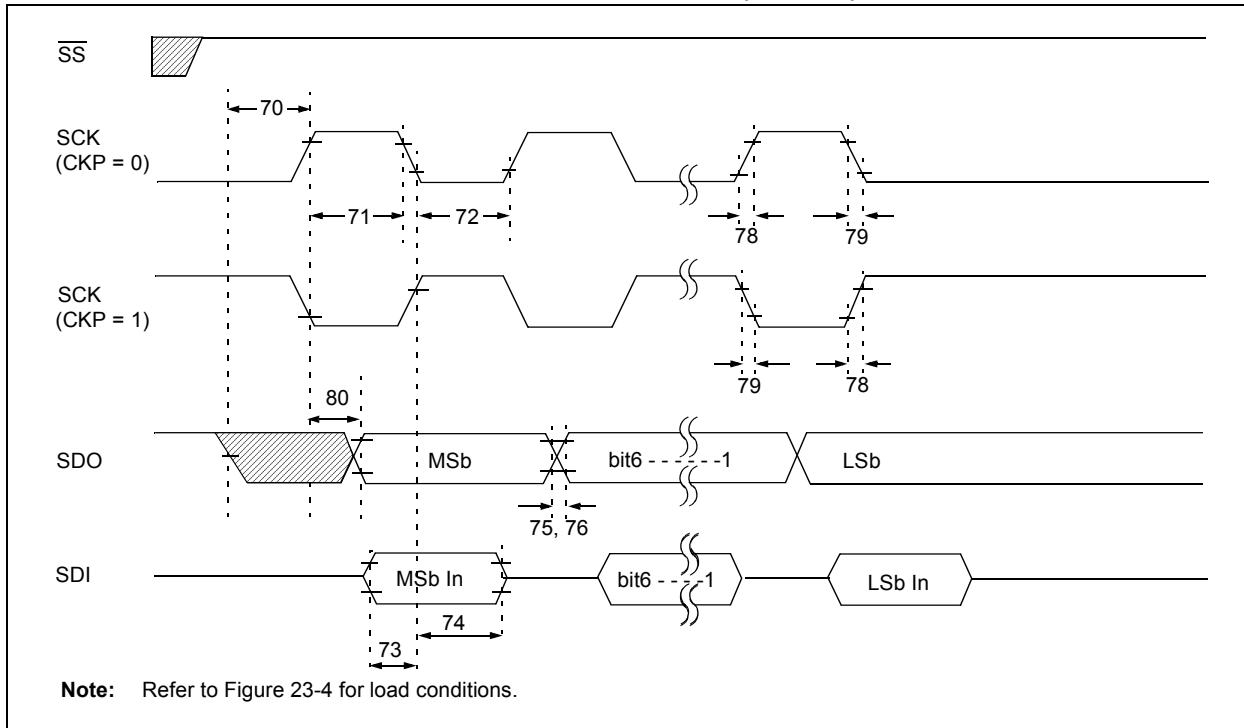 SS
70
SCK
(CKP = 0)
71
72
78
79
SCK
(CKP = 1)
79
78
80
SDO
MSb
bit6 - - - - - -1
LSb
75, 76
SDI
MSb In
bit6 - - - -1
LSb In
74
73
Note: Refer to Figure 23-4 for load conditions.